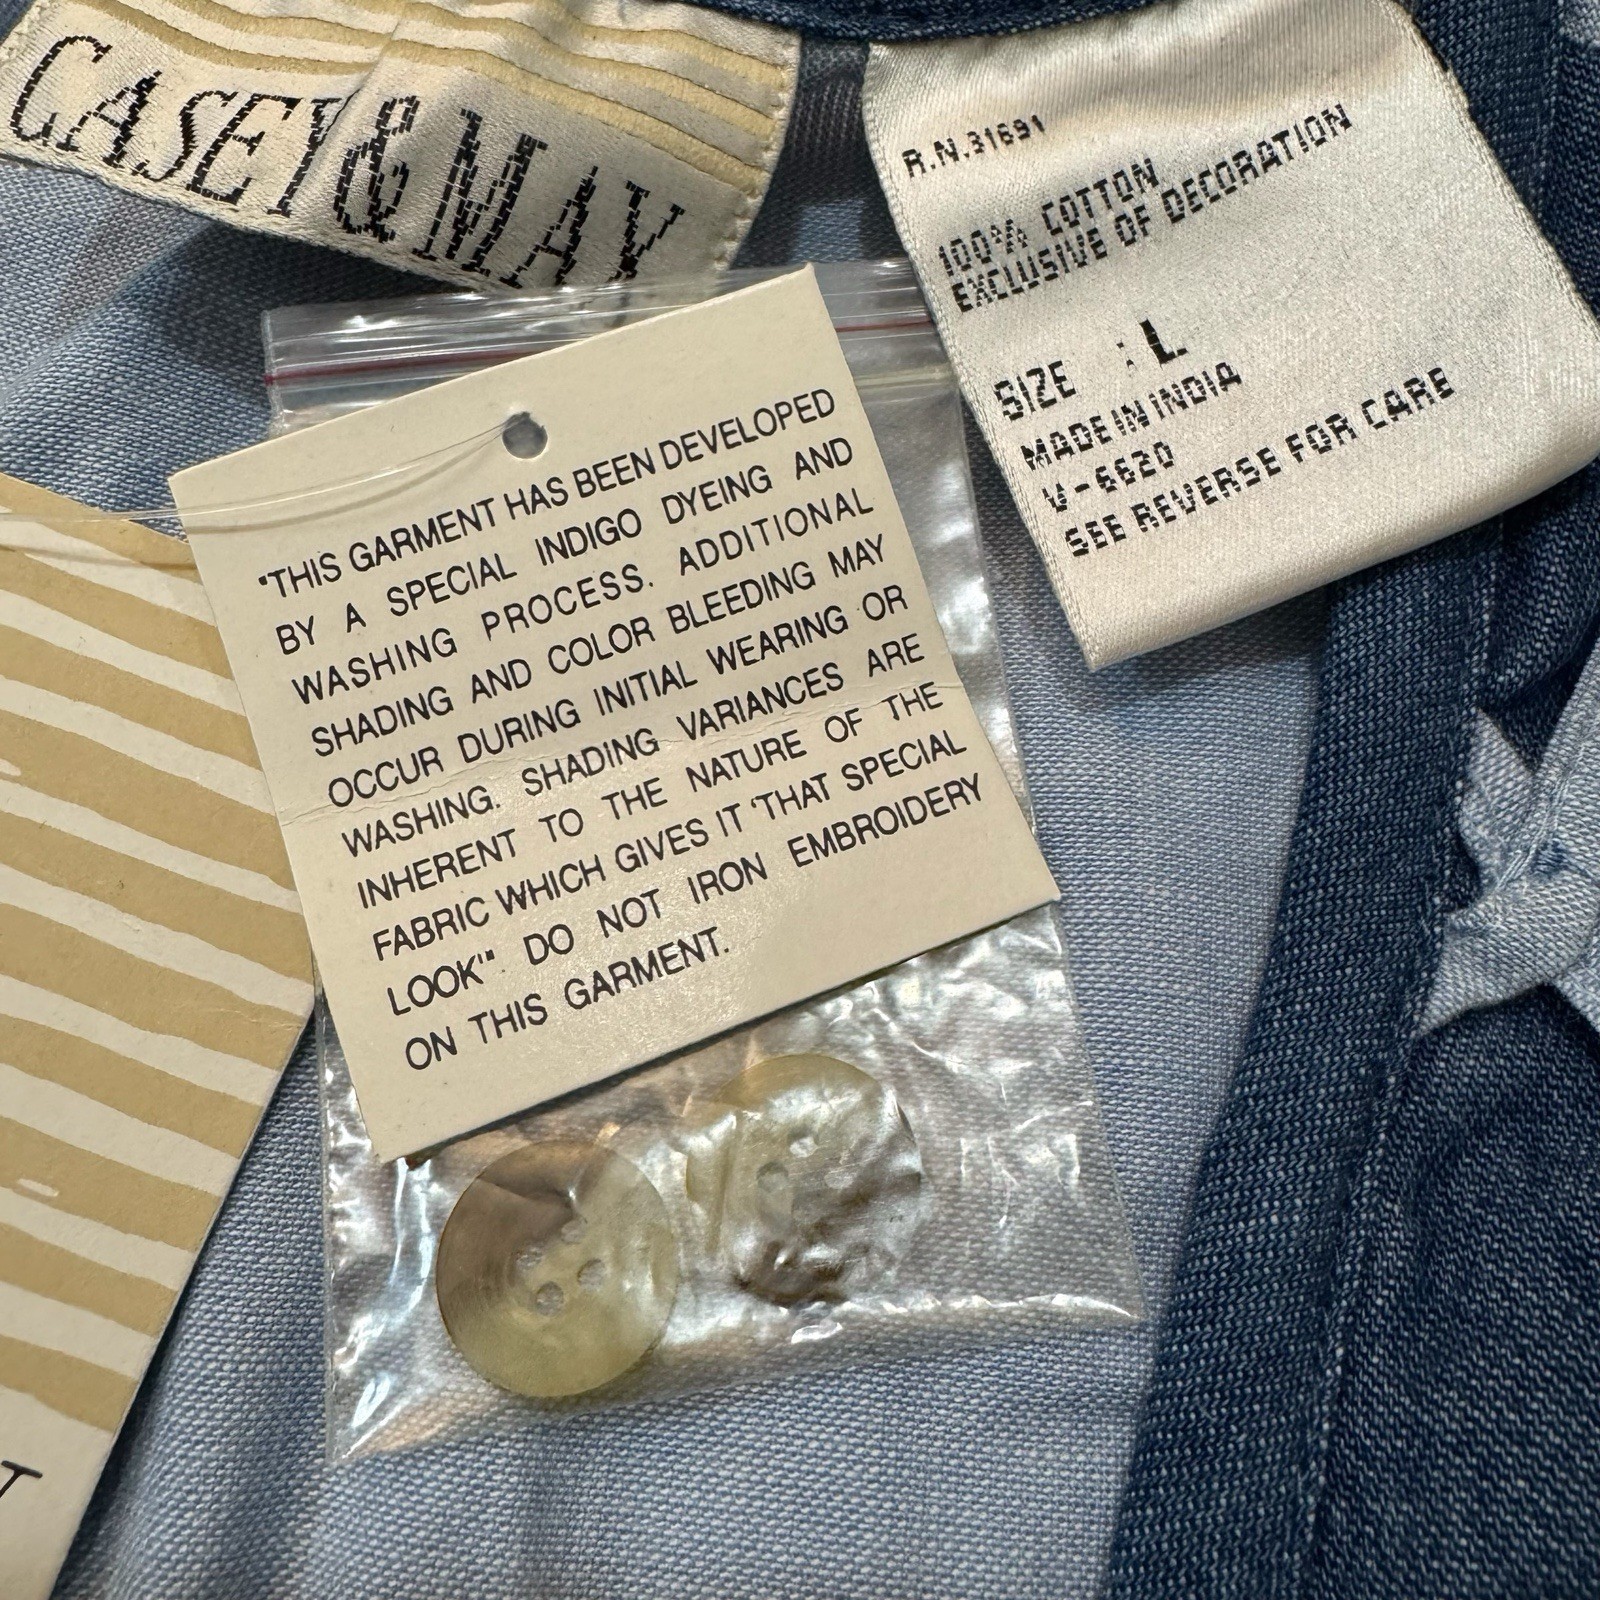 CASEY & MAX
R.N.31691
100% COTTON
EXCLUSIVE OF DECORATION
SIZE : L
MADE IN INDIA
V-6620
SEE REVERSE FOR CARE
"THIS GARMENT HAS BEEN DEVELOPED
BY A SPECIAL INDIGO DYEING AND
WASHING PROCESS. ADDITIONAL
SHADING AND COLOR BLEEDING MAY
OCCUR DURING INITIAL WEARING OR
WASHING. SHADING VARIANCES ARE
INHERENT TO THE NATURE OF THE
FABRIC WHICH GIVES IT 'THAT SPECIAL
LOOK'" DO NOT IRON EMBROIDERY
ON THIS GARMENT.